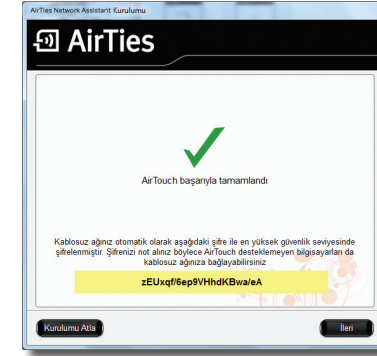 AirTies Network Assistant Kurulumu
AirTies
AirTouch başarıyla tamamlandı
Kablosuz ağınız otomatik olarak aşağıdaki şifre ile en yüksek güvenlik seviyesinde
şifrelenmiştir. Şifrenizi not alınız böylece AirTouch desteklemeyen bilgisayarları da
kablosuz ağınıza bağlayabilirsiniz
zEUxqf/6ep9VHhdKBwa/eA
Kurulumu Atla
İleri